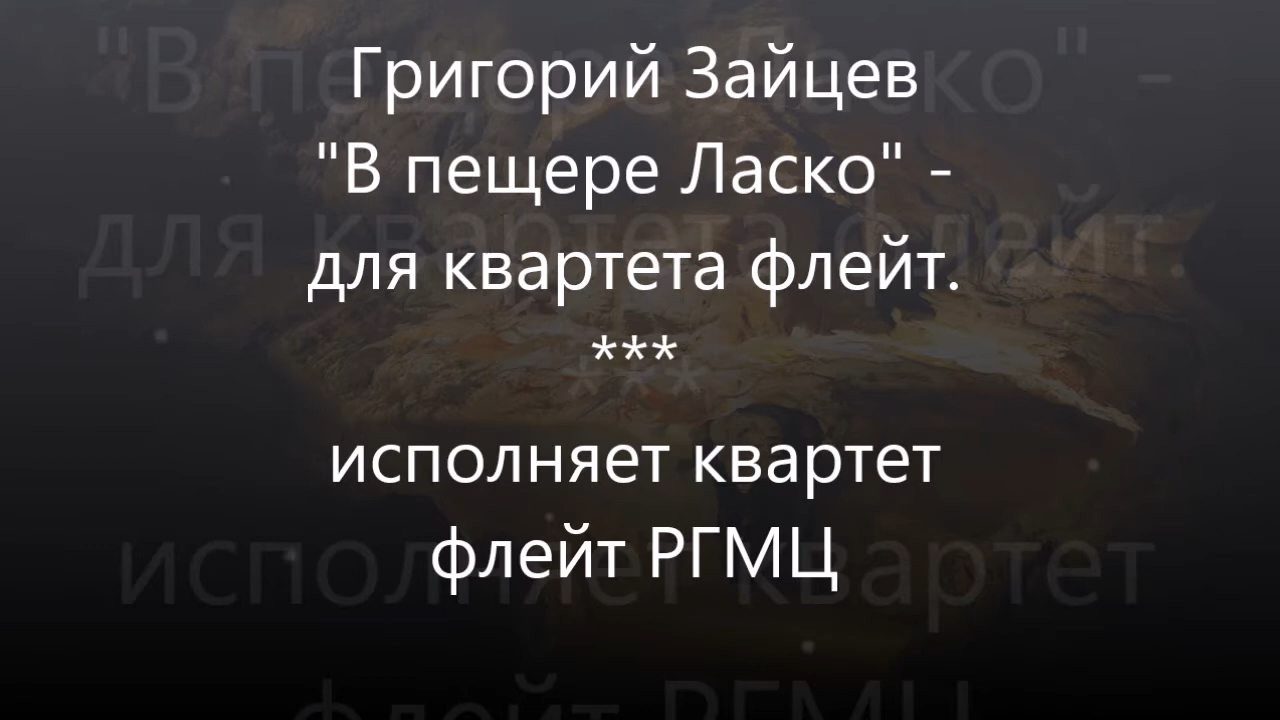 Григорий Зайцев
"В пещере Ласко" -
для квартета флейт.
***
исполняет квартет
флейт РГМЦ